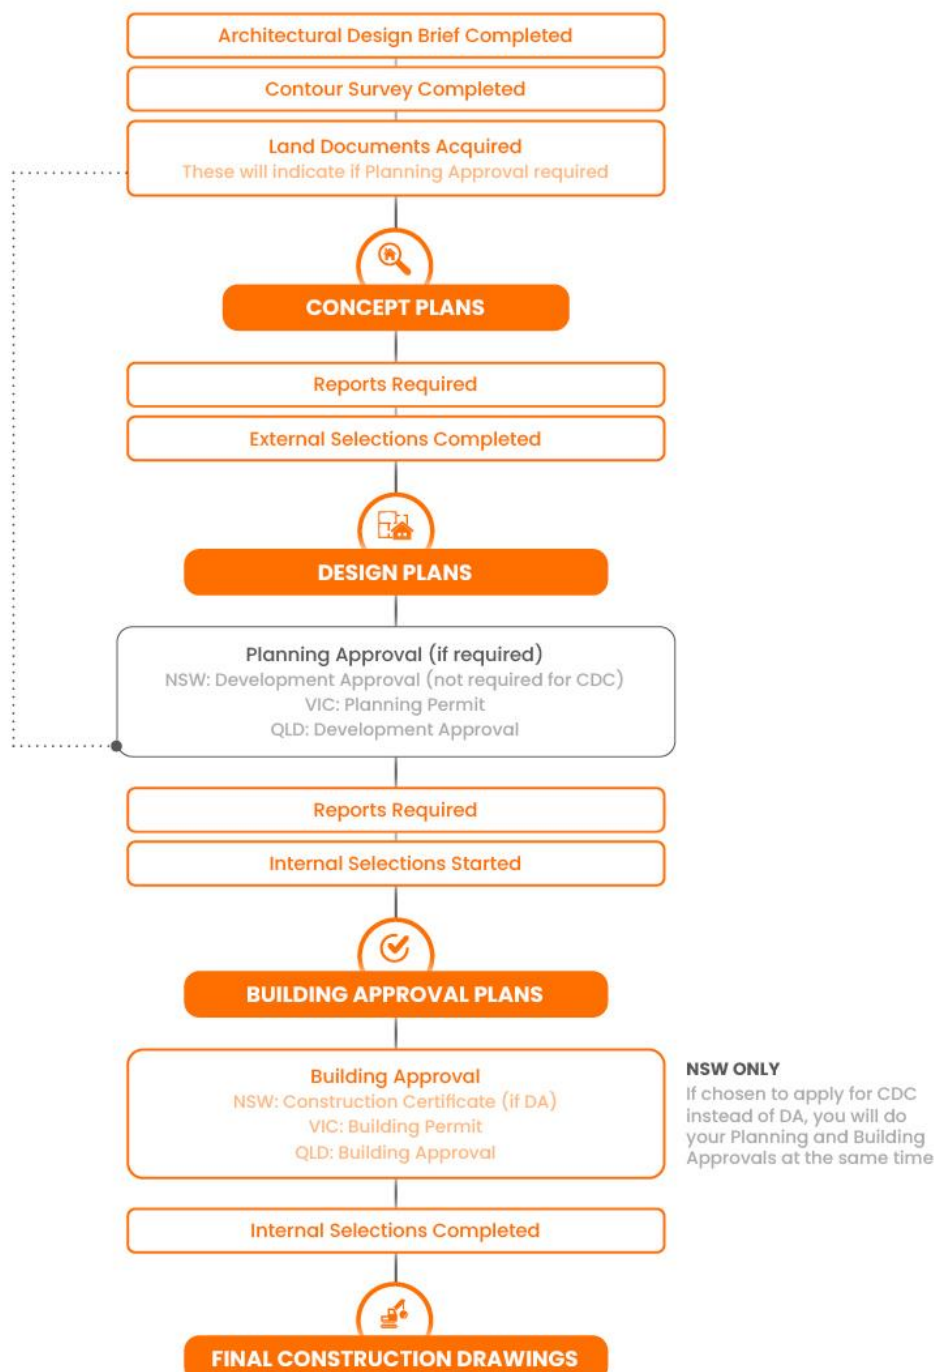 Architectural Design Brief Completed
Contour Survey Completed
Land Documents Acquired
These will indicate if Planning Approval required
CONCEPT PLANS
Reports Required
External Selections Completed
DESIGN PLANS
Planning Approval (if required)
NSW: Development Approval (not required for CDC)
VIC: Planning Permit
QLD: Development Approval
Reports Required
Internal Selections Started
BUILDING APPROVAL PLANS
Building Approval
NSW: Construction Certificate (if DA)
VIC: Building Permit
QLD: Building Approval
NSW ONLY
If chosen to apply for CDC
instead of DA, you will do
your Planning and Building
Approvals at the same time
Internal Selections Completed
FINAL CONSTRUCTION DRAWINGS